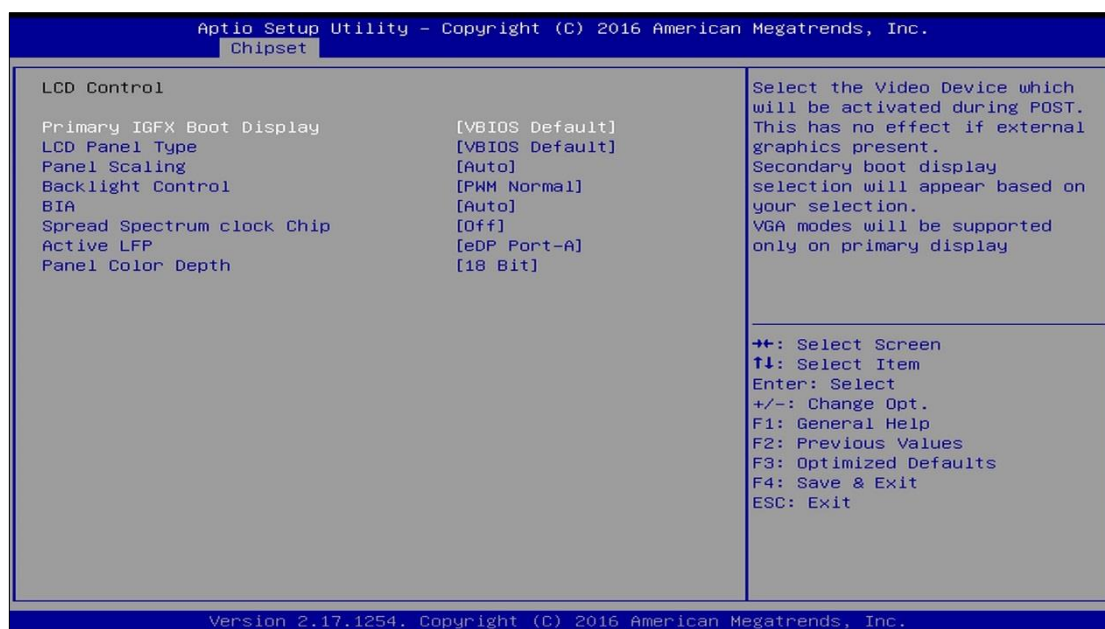 Aptio Setup Utility – Copyright (C) 2016 American Megatrends, Inc.
Chipset
LCD Control
Primary IGFX Boot Display [VBIOS Default]
LCD Panel Type [VBIOS Default]
Panel Scaling [Auto]
Backlight Control [PWM Normal]
BIA [Auto]
Spread Spectrum clock Chip [Off]
Active LFP [eDP Port-A]
Panel Color Depth [18 Bit]
Select the Video Device which
will be activated during POST.
This has no effect if external
graphics present.
Secondary boot display
selection will appear based on
your selection.
VGA modes will be supported
only on primary display
→←: Select Screen
↑↓: Select Item
Enter: Select
+/-: Change Opt.
F1: General Help
F2: Previous Values
F3: Optimized Defaults
F4: Save & Exit
ESC: Exit
Version 2.17.1254. Copyright (C) 2016 American Megatrends, Inc.